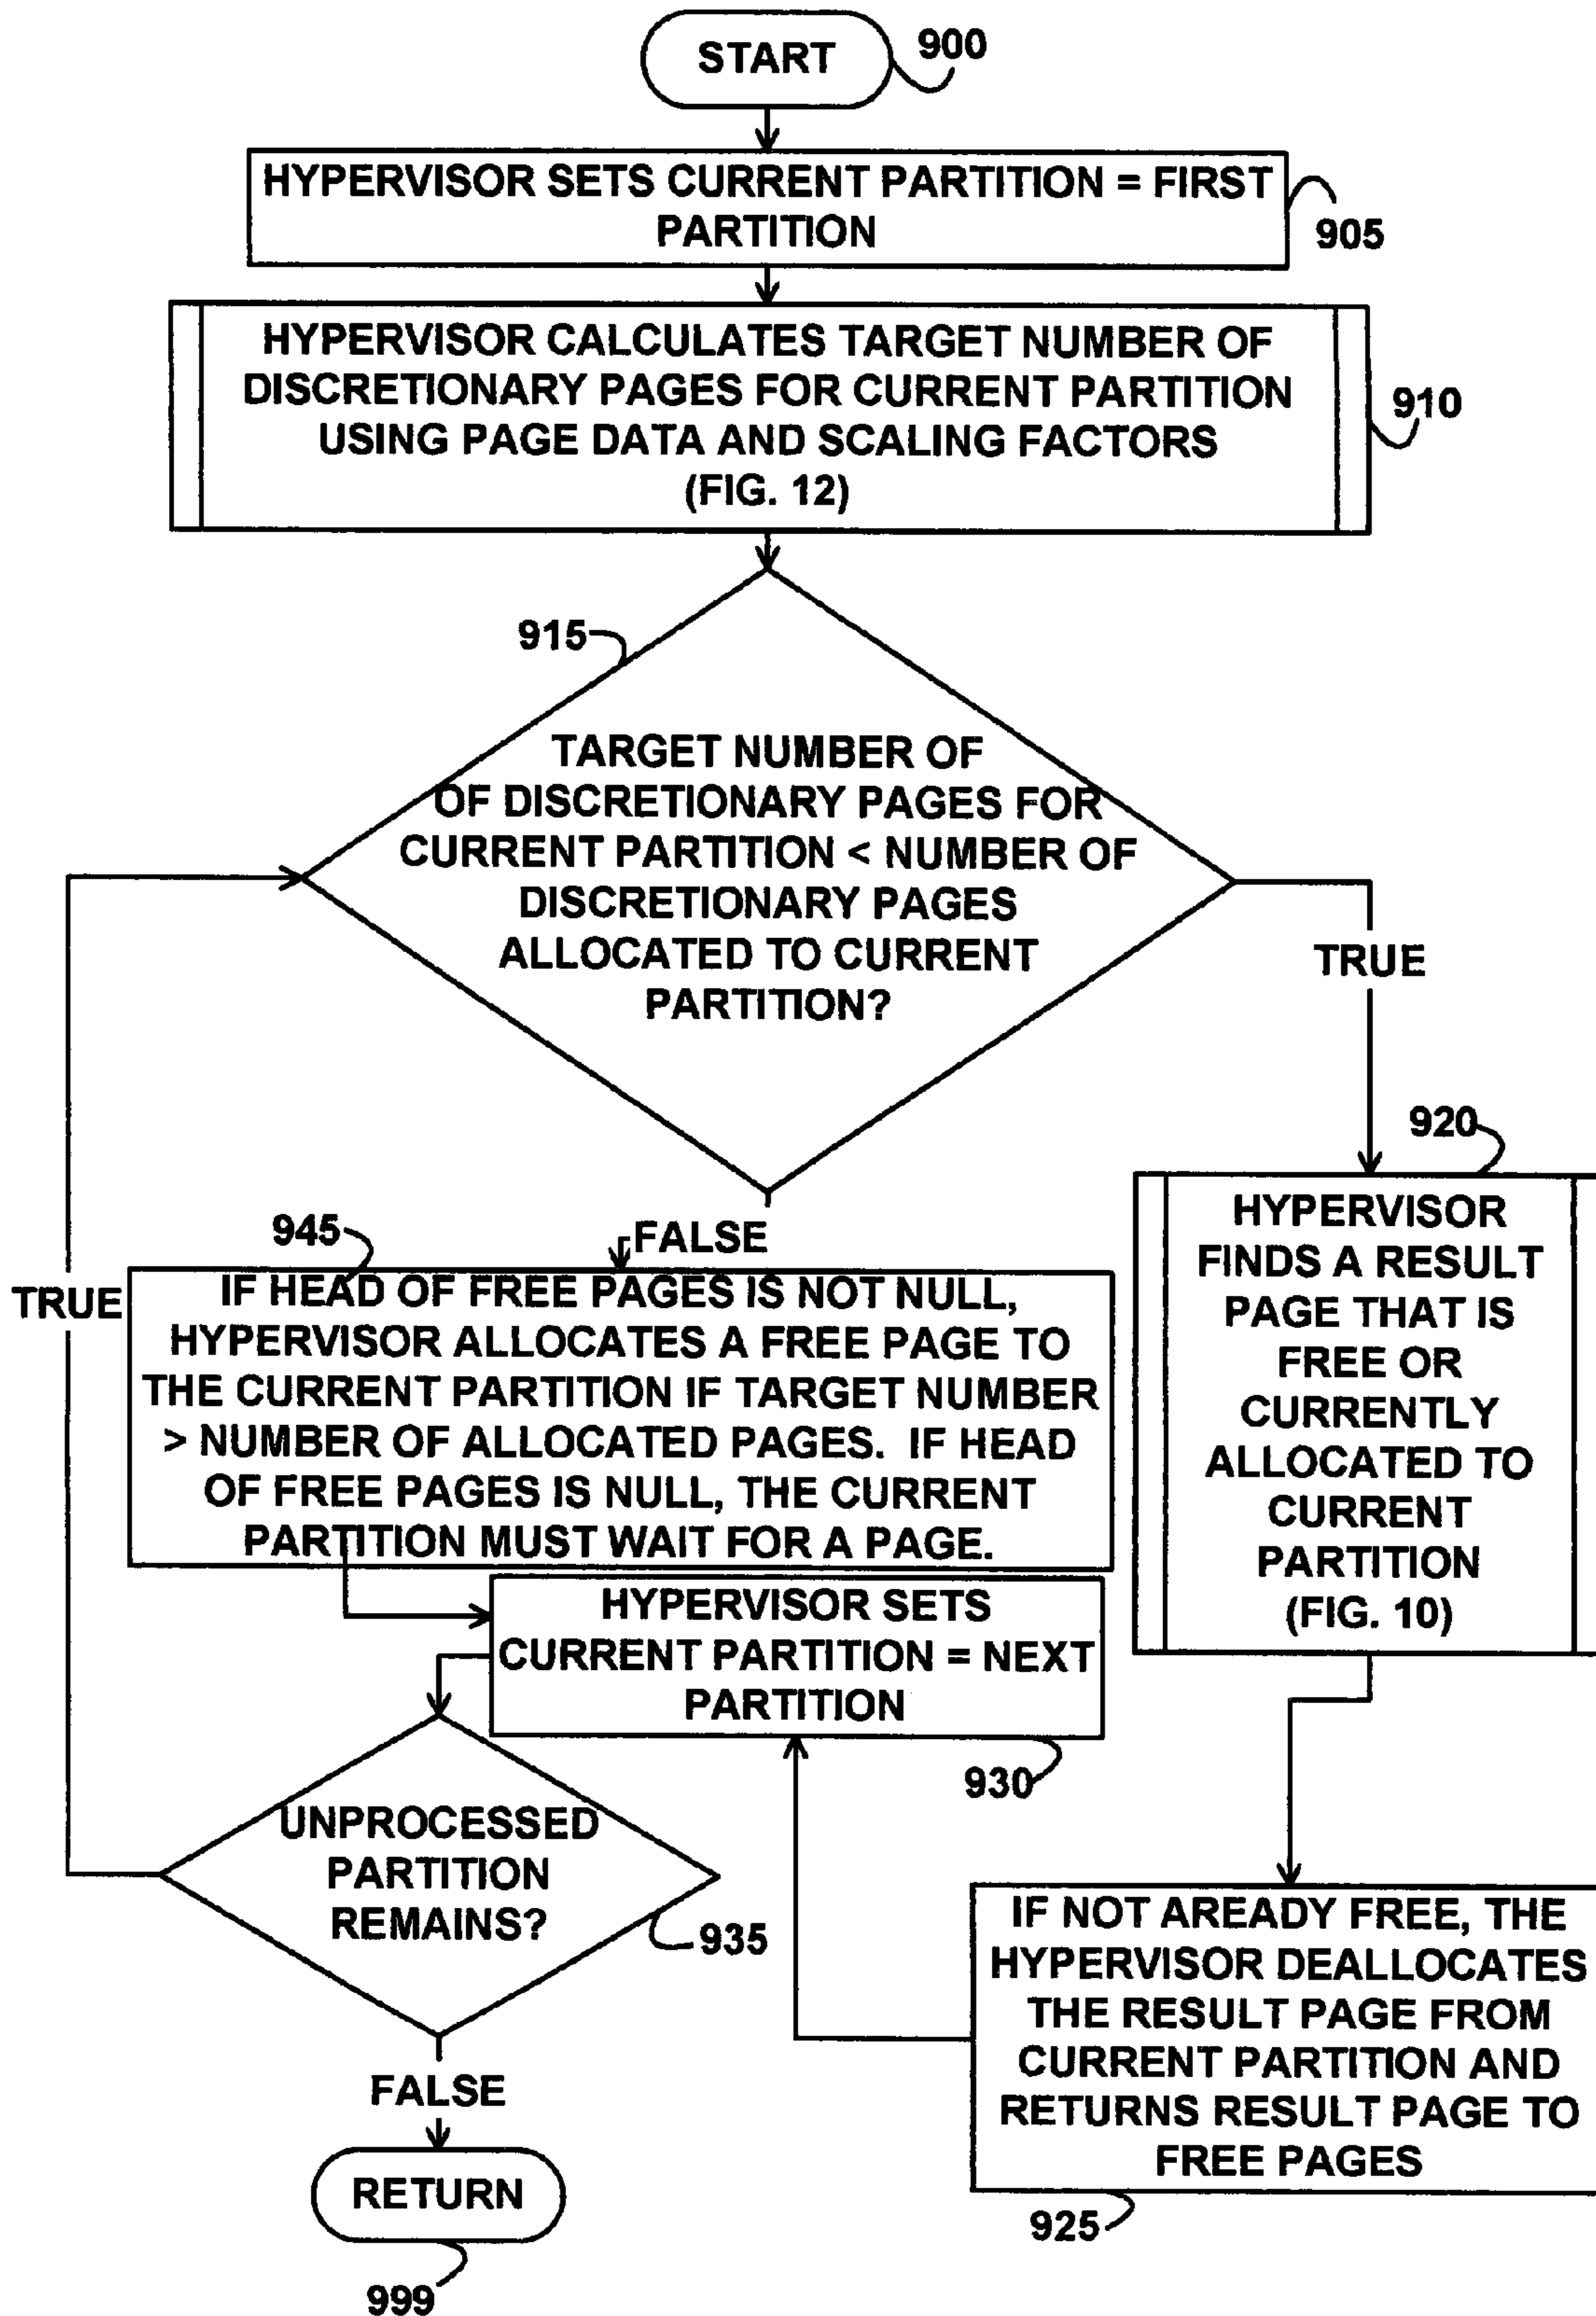 START
900
HYPERVISOR SETS CURRENT PARTITION = FIRST
PARTITION
905
HYPERVISOR CALCULATES TARGET NUMBER OF
DISCRETIONARY PAGES FOR CURRENT PARTITION
USING PAGE DATA AND SCALING FACTORS
(FIG. 12)
910
915
TARGET NUMBER OF
OF DISCRETIONARY PAGES FOR
CURRENT PARTITION < NUMBER OF
DISCRETIONARY PAGES
ALLOCATED TO CURRENT
PARTITION?
TRUE
920
HYPERVISOR
FINDS A RESULT
PAGE THAT IS
FREE OR
CURRENTLY
ALLOCATED TO
CURRENT
PARTITION
(FIG. 10)
FALSE
945
TRUE
IF HEAD OF FREE PAGES IS NOT NULL,
HYPERVISOR ALLOCATES A FREE PAGE TO
THE CURRENT PARTITION IF TARGET NUMBER
> NUMBER OF ALLOCATED PAGES. IF HEAD
OF FREE PAGES IS NULL, THE CURRENT
PARTITION MUST WAIT FOR A PAGE.
HYPERVISOR SETS
CURRENT PARTITION = NEXT
PARTITION
930
UNPROCESSED
PARTITION
REMAINS?
935
IF NOT AREADY FREE, THE
HYPERVISOR DEALLOCATES
THE RESULT PAGE FROM
CURRENT PARTITION AND
RETURNS RESULT PAGE TO
FREE PAGES
925
FALSE
RETURN
999